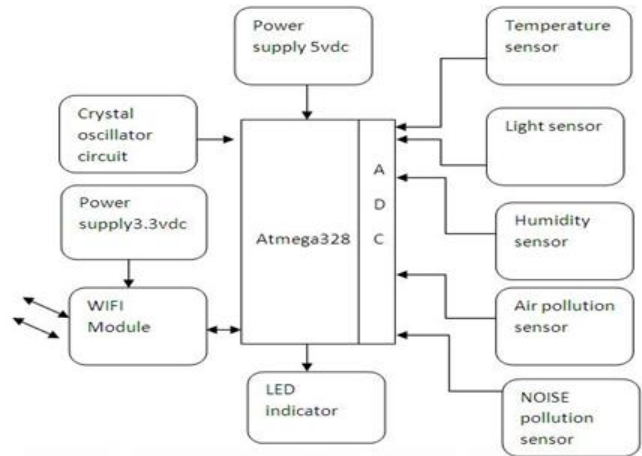 Power
supply 5vdc
Temperature
sensor
Crystal
oscillator
circuit
Light sensor
Power
supply3.3vdc
Atmega328
A
D
C
Humidity
sensor
WIFI
Module
Air pollution
sensor
LED
indicator
NOISE
pollution
sensor